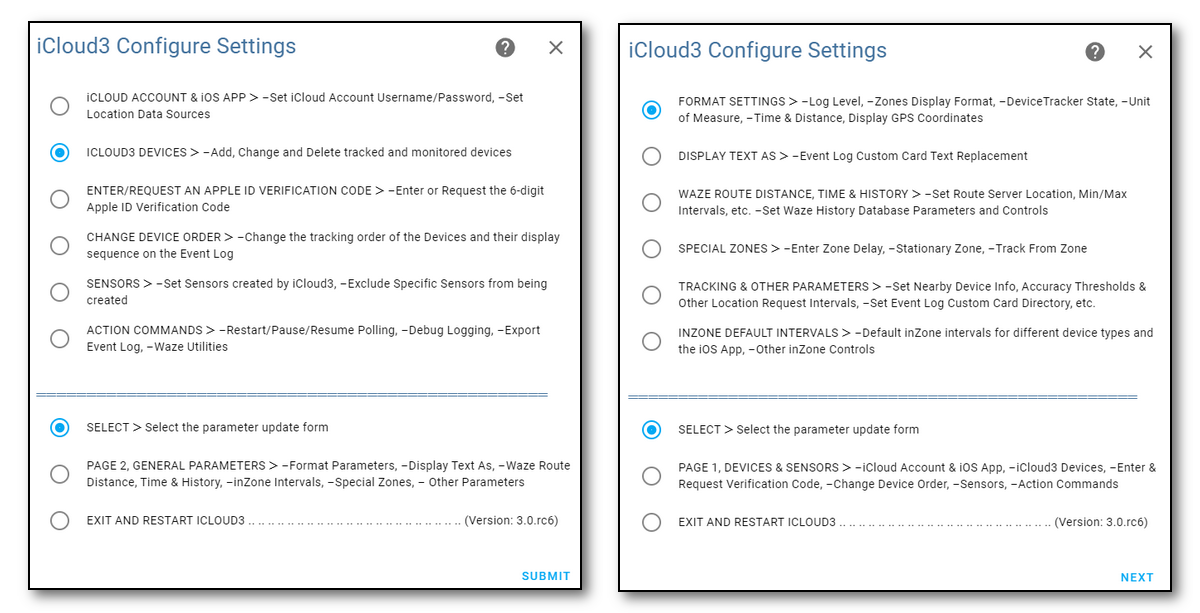 iCloud3 Configure Settings
iCLOUD ACCOUNT & iOS APP > –Set iCloud Account Username/Password, –Set
Location Data Sources
ICLOUD3 DEVICES > –Add, Change and Delete tracked and monitored devices
ENTER/REQUEST AN APPLE ID VERIFICATION CODE > –Enter or Request the 6-digit
Apple ID Verification Code
CHANGE DEVICE ORDER > –Change the tracking order of the Devices and their display
sequence on the Event Log
SENSORS > –Set Sensors created by iCloud3, –Exclude Specific Sensors from being
created
ACTION COMMANDS > –Restart/Pause/Resume Polling, –Debug Logging, –Export
Event Log, –Waze Utilities
SELECT > Select the parameter update form
PAGE 2, GENERAL PARAMETERS > –Format Parameters, –Display Text As, –Waze Route
Distance, Time & History, –inZone Intervals, –Special Zones, – Other Parameters
EXIT AND RESTART ICLOUD3 .. .. .. .. .. .. .. .. .. .. .. .. .. .. .. .. .. .. .. .. .. .. (Version: 3.0.rc6)
SUBMIT
iCloud3 Configure Settings
FORMAT SETTINGS > –Log Level, –Zones Display Format, –DeviceTracker State, –Unit
of Measure, –Time & Distance, Display GPS Coordinates
DISPLAY TEXT AS > –Event Log Custom Card Text Replacement
WAZE ROUTE DISTANCE, TIME & HISTORY > –Set Route Server Location, Min/Max
Intervals, etc. –Set Waze History Database Parameters and Controls
SPECIAL ZONES > –Enter Zone Delay, –Stationary Zone, –Track From Zone
TRACKING & OTHER PARAMETERS > –Set Nearby Device Info, Accuracy Thresholds &
Other Location Request Intervals, –Set Event Log Custom Card Directory, etc.
INZONE DEFAULT INTERVALS > –Default inZone intervals for different device types and
the iOS App, –Other inZone Controls
SELECT > Select the parameter update form
PAGE 1, DEVICES & SENSORS > –iCloud Account & iOS App, –iCloud3 Devices, –Enter &
Request Verification Code, –Change Device Order, –Sensors, –Action Commands
EXIT AND RESTART ICLOUD3 .. .. .. .. .. .. .. .. .. .. .. .. .. .. .. .. .. .. .. .. .. .. (Version: 3.0.rc6)
NEXT